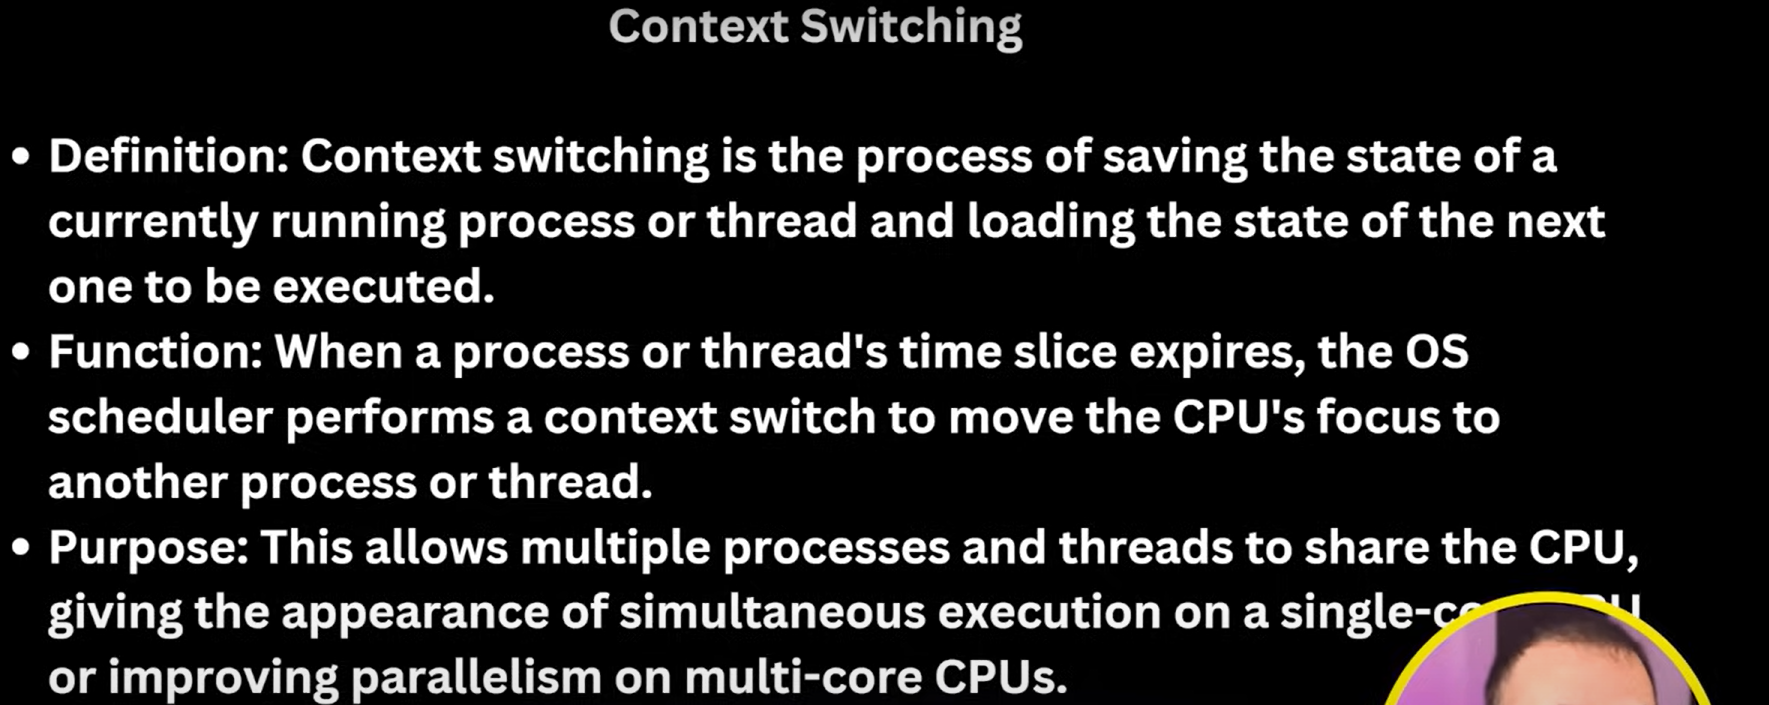 Context Switching
• Definition: Context switching is the process of saving the state of a
currently running process or thread and loading the state of the next
one to be executed.
• Function: When a process or thread's time slice expires, the OS
scheduler performs a context switch to move the CPU's focus to
another process or thread.
• Purpose: This allows multiple processes and threads to share the CPU,
giving the appearance of simultaneous execution on a
or improving parallelism on multi-core CPUs.